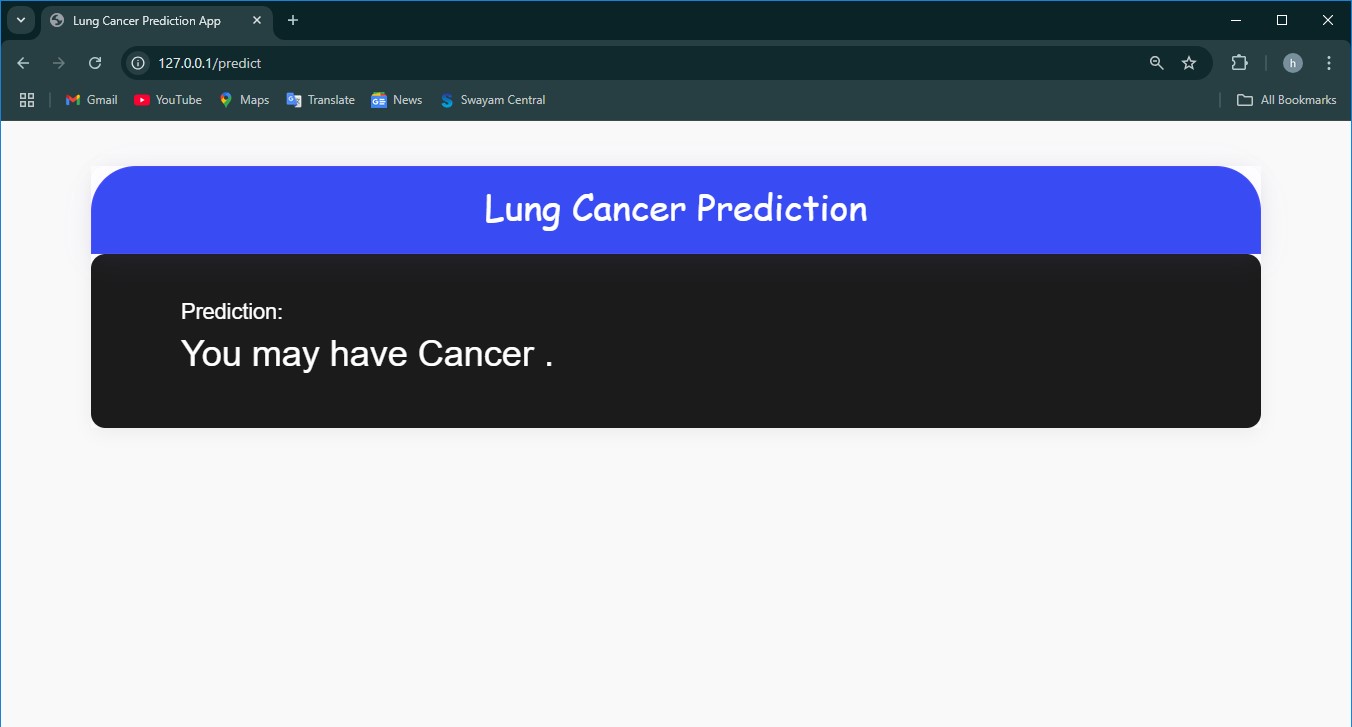 Lung Cancer Prediction App
127.0.0.1/predict
h
Gmail YouTube Maps Translate News Swayam Central All Bookmarks
Lung Cancer Prediction
Prediction:
You may have Cancer .